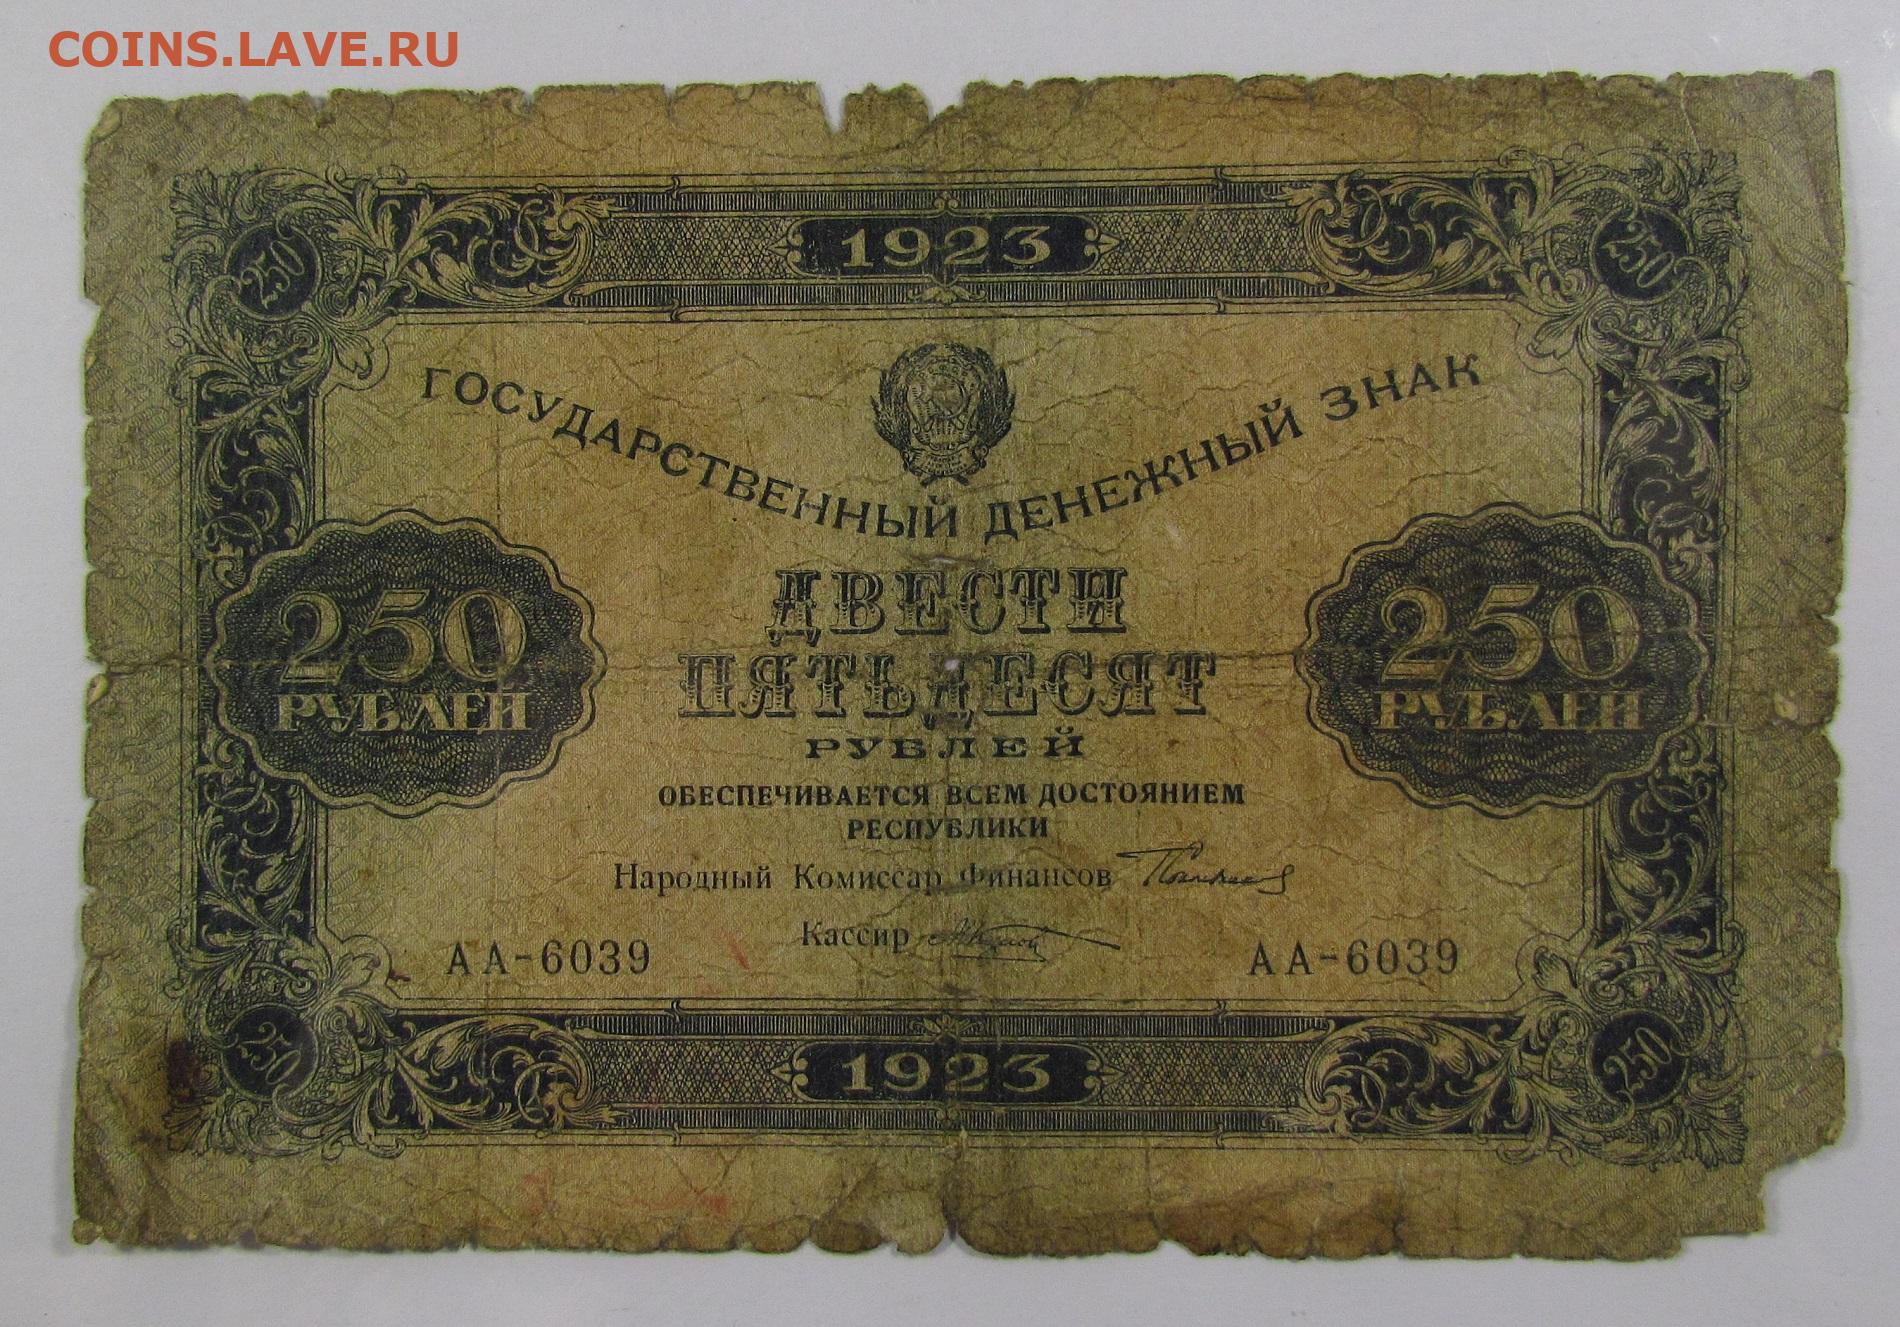 COINS.LAVE.RU
1923
250
250
ГОСУДАРСТВЕННЫЙ ДЕНЕЖНЫЙ ЗНАК
ДВЕСТИ
ПЯТЬДЕСЯТ
РУБЛЕЙ
250
РУБЛЕЙ
250
РУБЛЕЙ
ОБЕСПЕЧИВАЕТСЯ ВСЕМ ДОСТОЯНИЕМ
РЕСПУБЛИКИ
Народный Комиссар Финансов
Кассир
АА-6039
АА-6039
250
1923
250